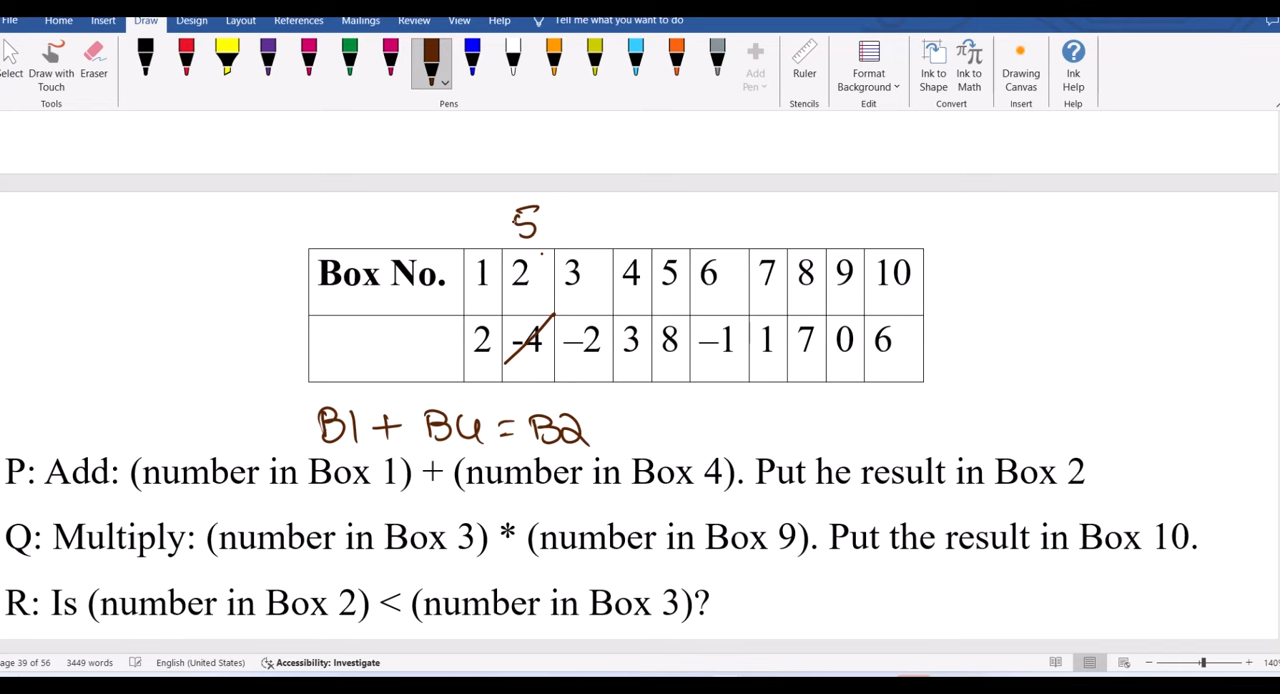 File Home Insert Draw Design Layout References Mailings Review View Help Tell me what you want to do
Select Draw with Touch Eraser Add Pen Ruler Format Background Ink to Shape Ink to Math Drawing Canvas Ink Help
Tools Pens Stencils Edit Convert Insert Help
5
Box No. 1 2 3 4 5 6 7 8 9 10
2 -4 –2 3 8 –1 1 7 0 6
B1 + B4 = B2
P: Add: (number in Box 1) + (number in Box 4). Put he result in Box 2
Q: Multiply: (number in Box 3) * (number in Box 9). Put the result in Box 10.
R: Is (number in Box 2) < (number in Box 3)?
age 39 of 56 3449 words English (United States) Accessibility: Investigate 140